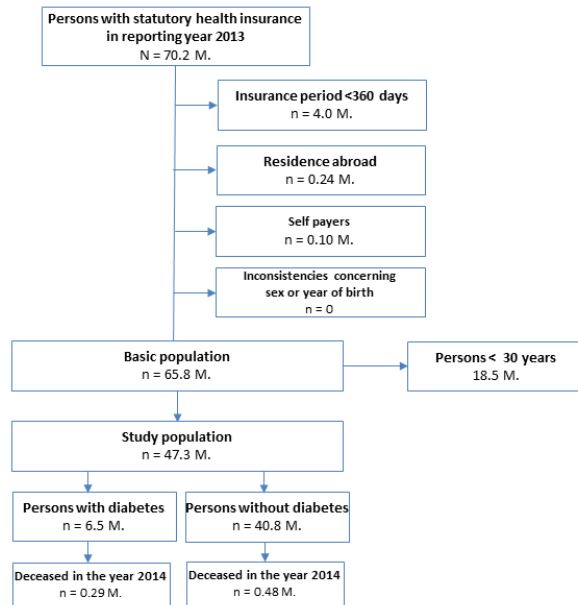 Persons with statutory health insurance
in reporting year 2013
N = 70.2 M.
Insurance period <360 days
n = 4.0 M.
Residence abroad
n = 0.24 M.
Self payers
n = 0.10 M.
Inconsistencies concerning
sex or year of birth
n = 0
Basic population
n = 65.8 M.
Persons < 30 years
18.5 M.
Study population
n = 47.3 M.
Persons with diabetes
n = 6.5 M.
Persons without diabetes
n = 40.8 M.
Deceased in the year 2014
n = 0.29 M.
Deceased in the year 2014
n = 0.48 M.